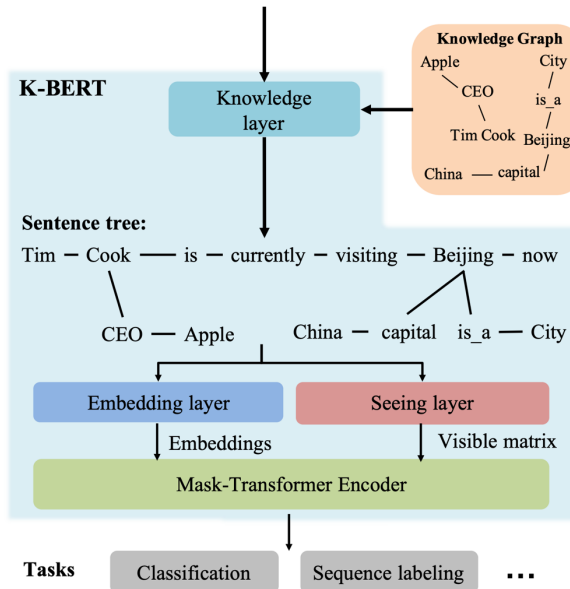 Knowledge Graph
Apple City
CEO is_a
Tim Cook Beijing
China capital
K-BERT
Knowledge
layer
Sentence tree:
Tim Cook is currently visiting Beijing now
CEO Apple China capital is_a City
Embedding layer Seeing layer
Embeddings Visible matrix
Mask-Transformer Encoder
Tasks Classification Sequence labeling ...